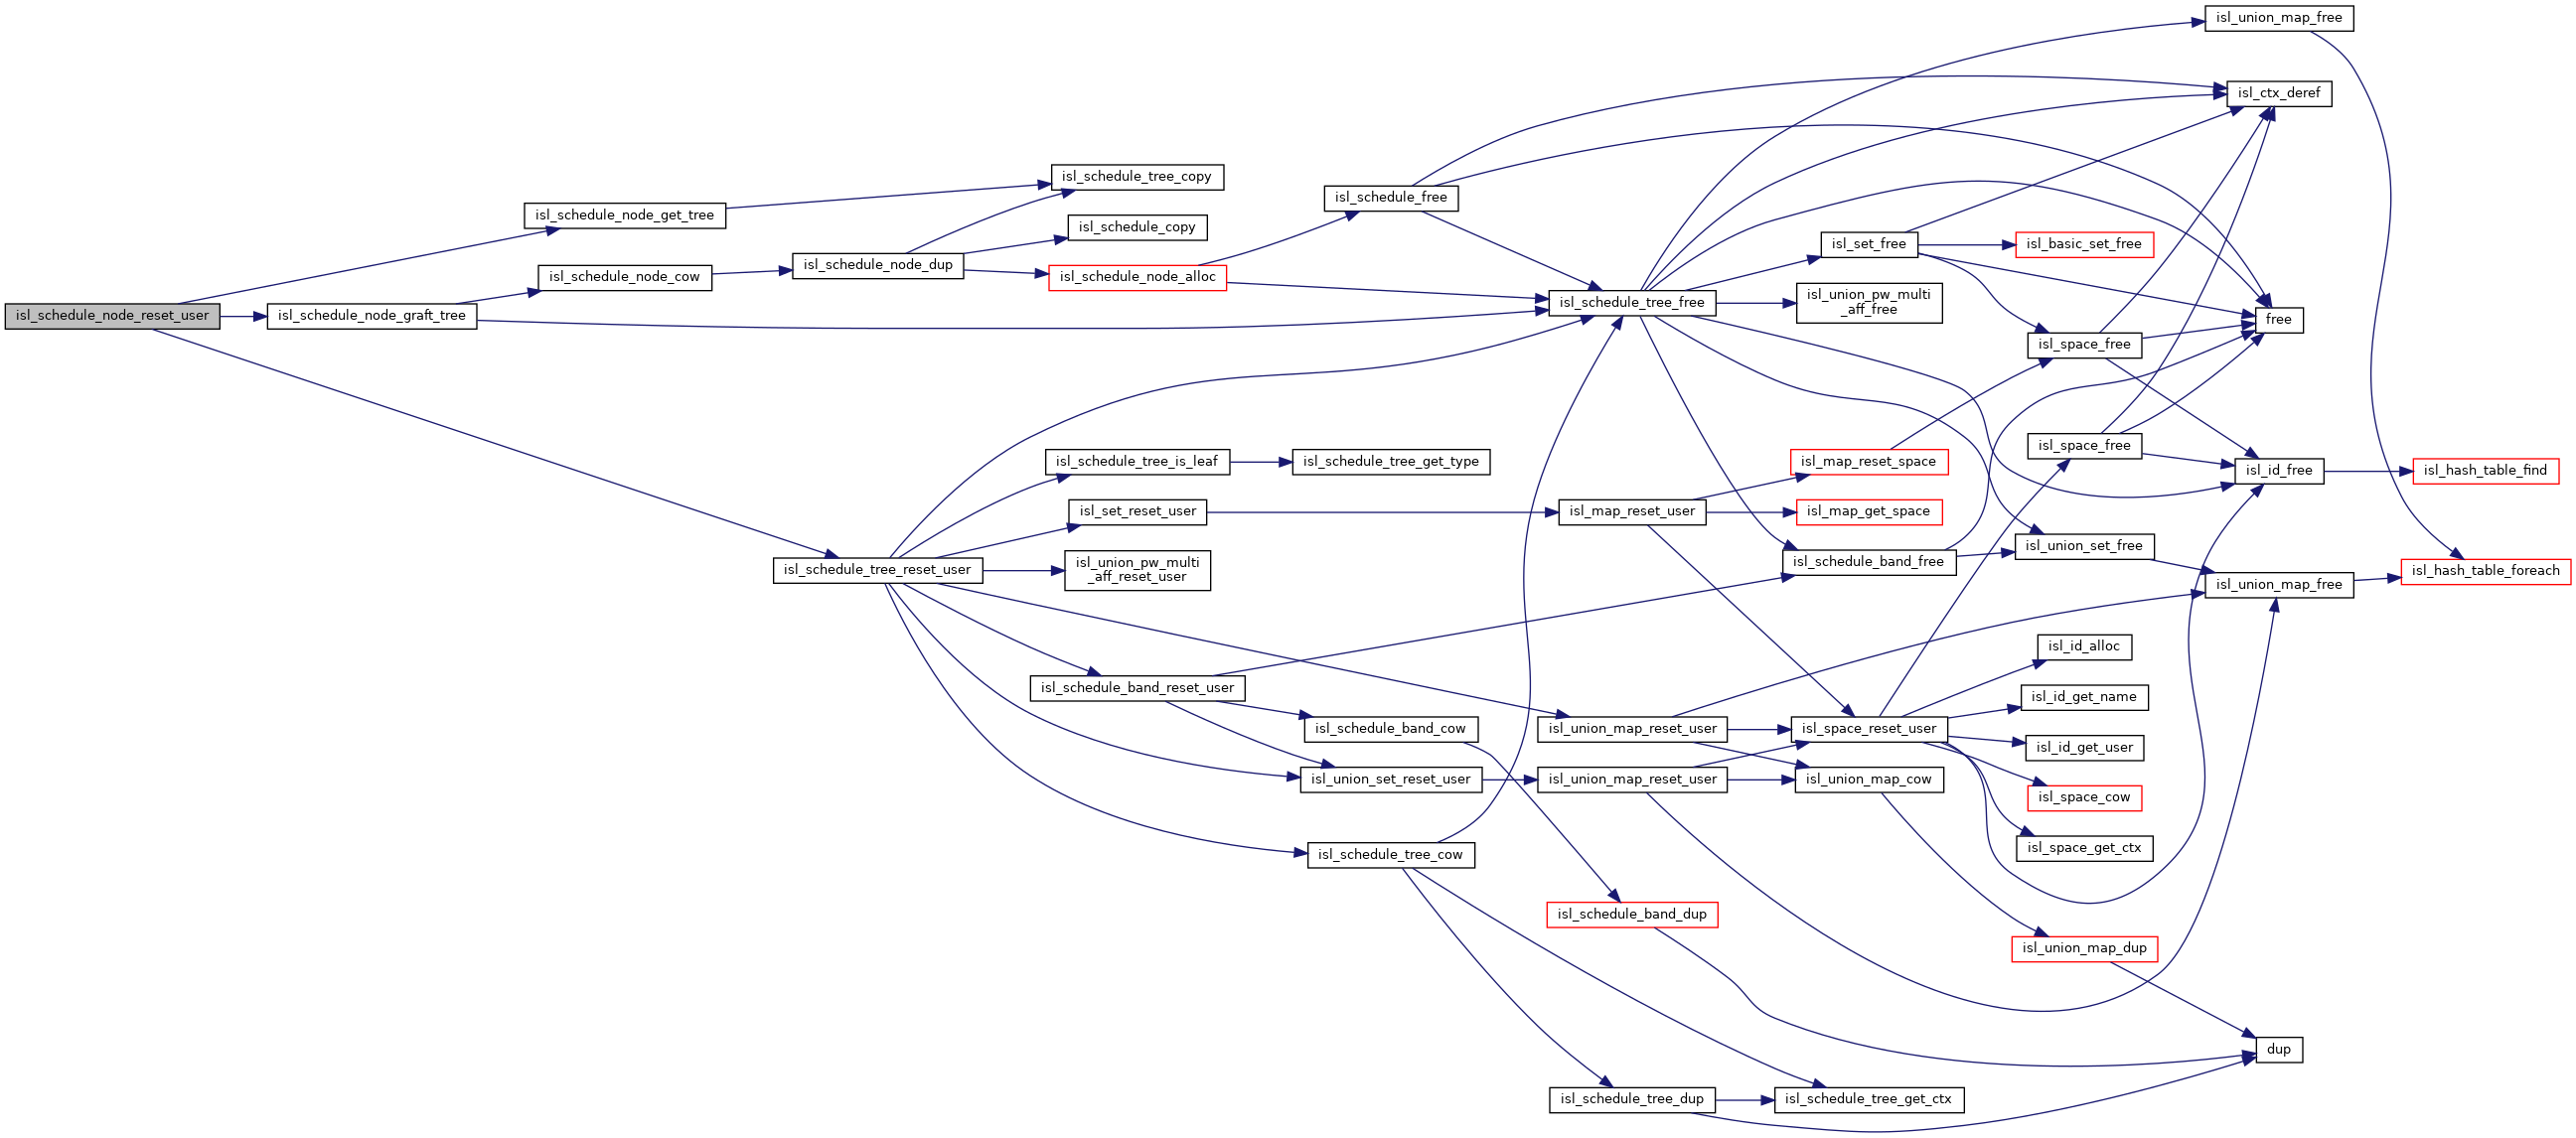 isl_schedule_node_reset_user
isl_schedule_node_get_tree
isl_schedule_node_graft_tree
isl_schedule_node_cow
isl_schedule_node_dup
isl_schedule_tree_copy
isl_schedule_copy
isl_schedule_node_alloc
isl_schedule_free
isl_schedule_tree_free
isl_union_map_free
isl_ctx_deref
isl_set_free
isl_basic_set_free
isl_union_pw_multi
_aff_free
free
isl_space_free
isl_space_free
isl_id_free
isl_hash_table_find
isl_schedule_tree_reset_user
isl_schedule_tree_is_leaf
isl_schedule_tree_get_type
isl_set_reset_user
isl_union_pw_multi
_aff_reset_user
isl_map_reset_user
isl_map_reset_space
isl_map_get_space
isl_schedule_band_free
isl_union_set_free
isl_union_map_free
isl_hash_table_foreach
isl_schedule_band_reset_user
isl_schedule_band_cow
isl_union_set_reset_user
isl_union_map_reset_user
isl_union_map_reset_user
isl_space_reset_user
isl_union_map_cow
isl_id_alloc
isl_id_get_name
isl_id_get_user
isl_space_cow
isl_space_get_ctx
isl_schedule_tree_cow
isl_schedule_band_dup
isl_union_map_dup
dup
isl_schedule_tree_dup
isl_schedule_tree_get_ctx